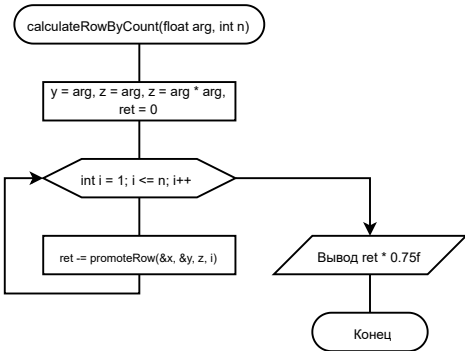 calculateRowByCount(float arg, int n)
y = arg, z = arg, z = arg * arg,
ret = 0
int i = 1; i <= n; i++
ret -= promoteRow(&x, &y, z, i)
Вывод ret * 0.75f
Конец